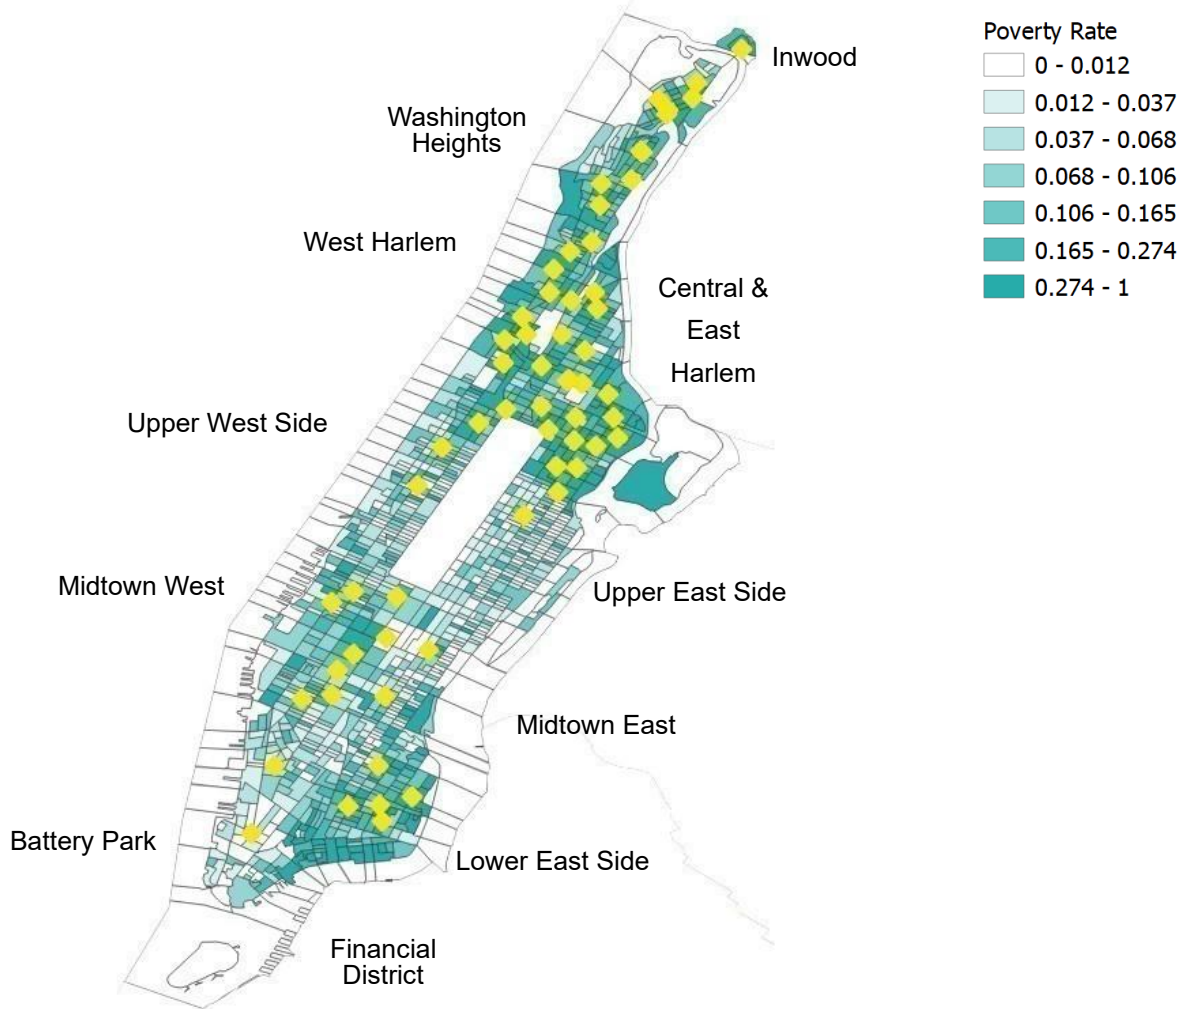 Poverty Rate
0 - 0.012
0.012 - 0.037
0.037 - 0.068
0.068 - 0.106
0.106 - 0.165
0.165 - 0.274
0.274 - 1
Inwood
Washington
Heights
West Harlem
Central &
East
Harlem
Upper West Side
Midtown West
Upper East Side
Midtown East
Battery Park
Lower East Side
Financial
District